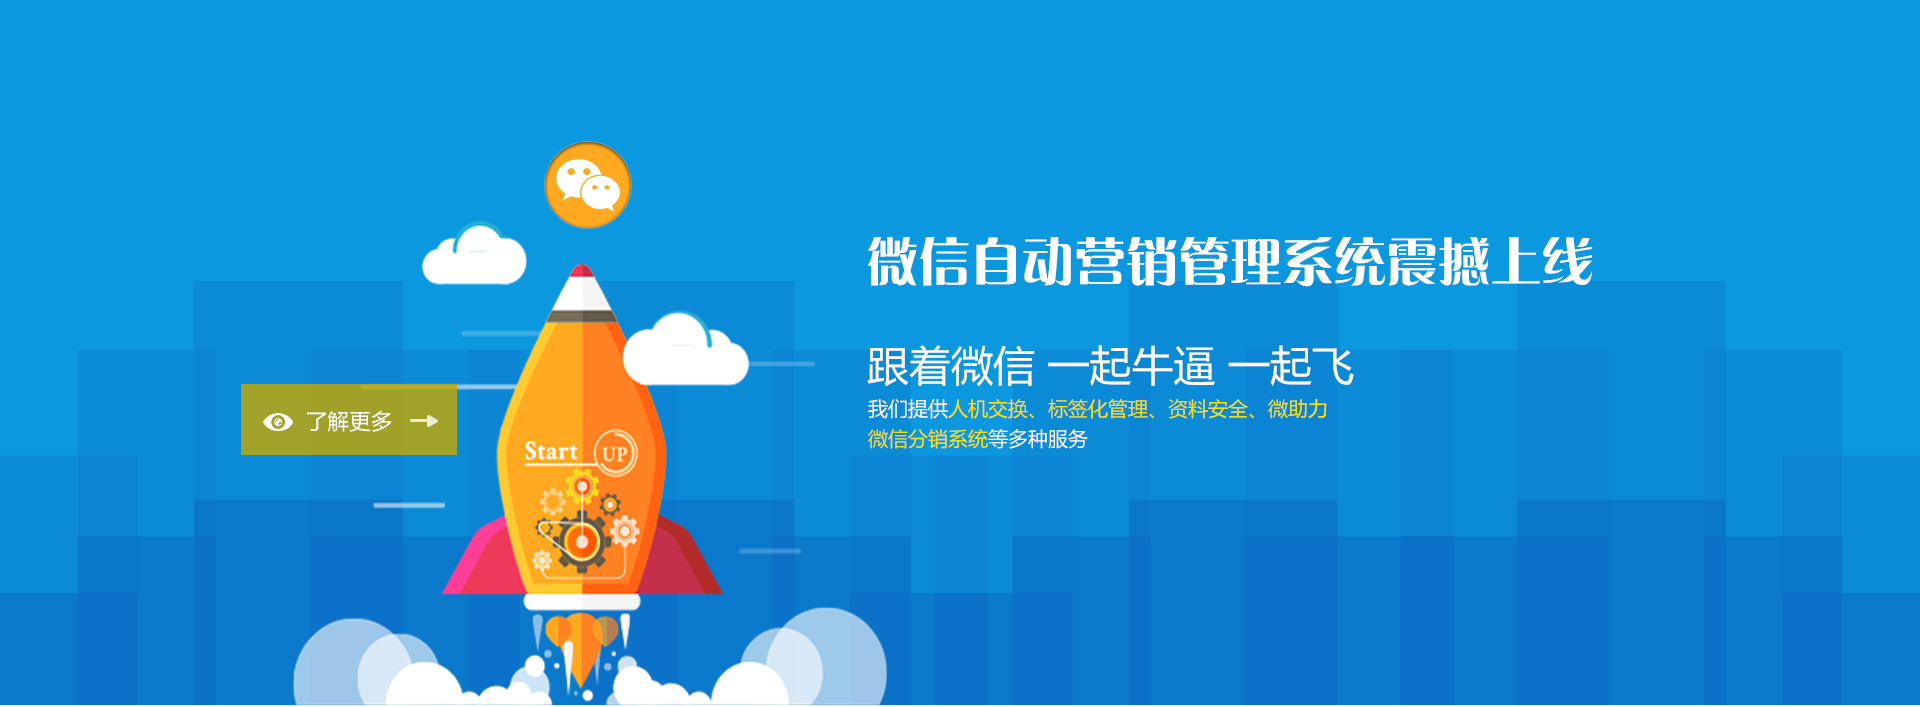 微信自动营销管理系统震撼上线
跟着微信 一起牛逼 一起飞
我们提供人机交换、标签化管理、资料安全、微助力
微信分销系统等多种服务
了解更多
Start UP